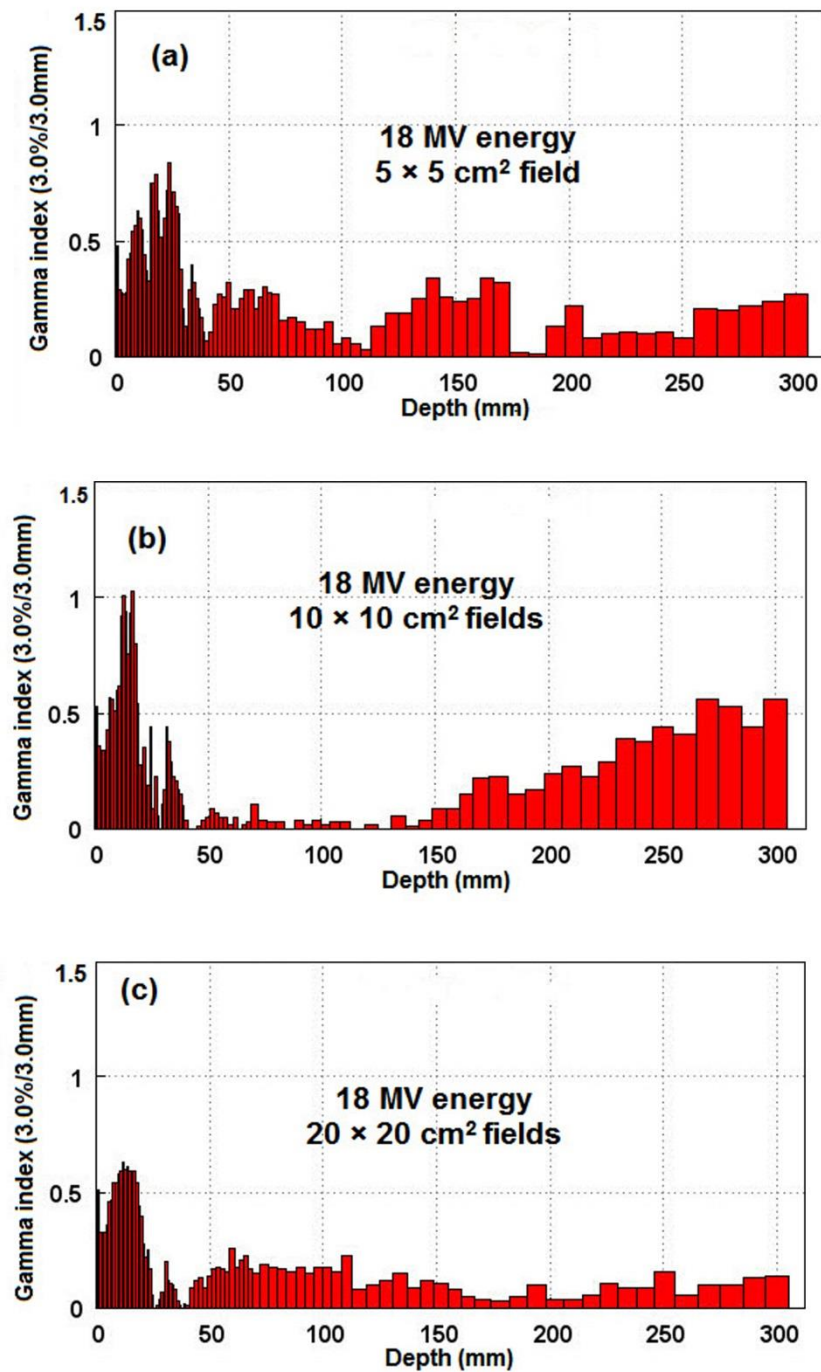 1.5
(a)
1
18 MV energy
5 × 5 cm² field
0.5
0
Gamma index (3.0%/3.0mm)
0 50 100 150 200 250 300
Depth (mm)
1.5
(b)
1
18 MV energy
10 × 10 cm² fields
0.5
0
Gamma index (3.0%/3.0mm)
0 50 100 150 200 250 300
Depth (mm)
1.5
(c)
1
18 MV energy
20 × 20 cm² fields
0.5
0
Gamma index (3.0%/3.0mm)
0 50 100 150 200 250 300
Depth (mm)